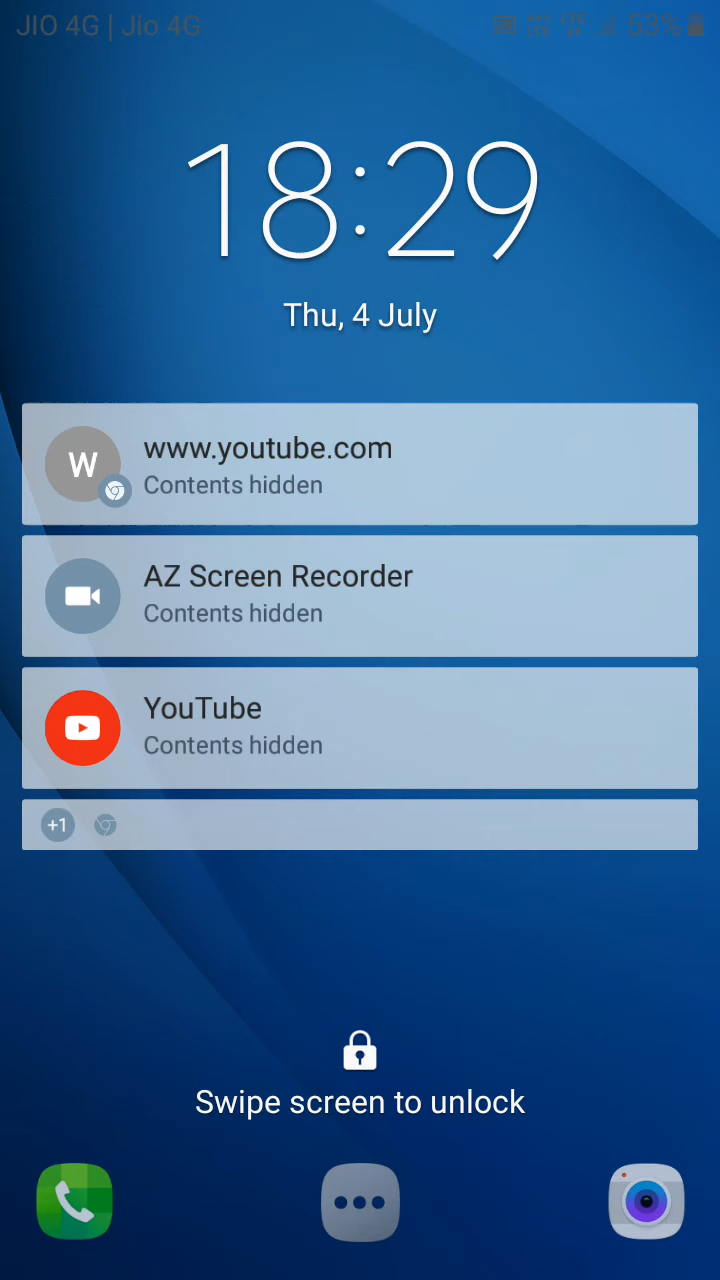 JIO 4G | Jio 4G 53%
18:29
Thu, 4 July
W
www.youtube.com
Contents hidden
AZ Screen Recorder
Contents hidden
YouTube
Contents hidden
+1
Swipe screen to unlock